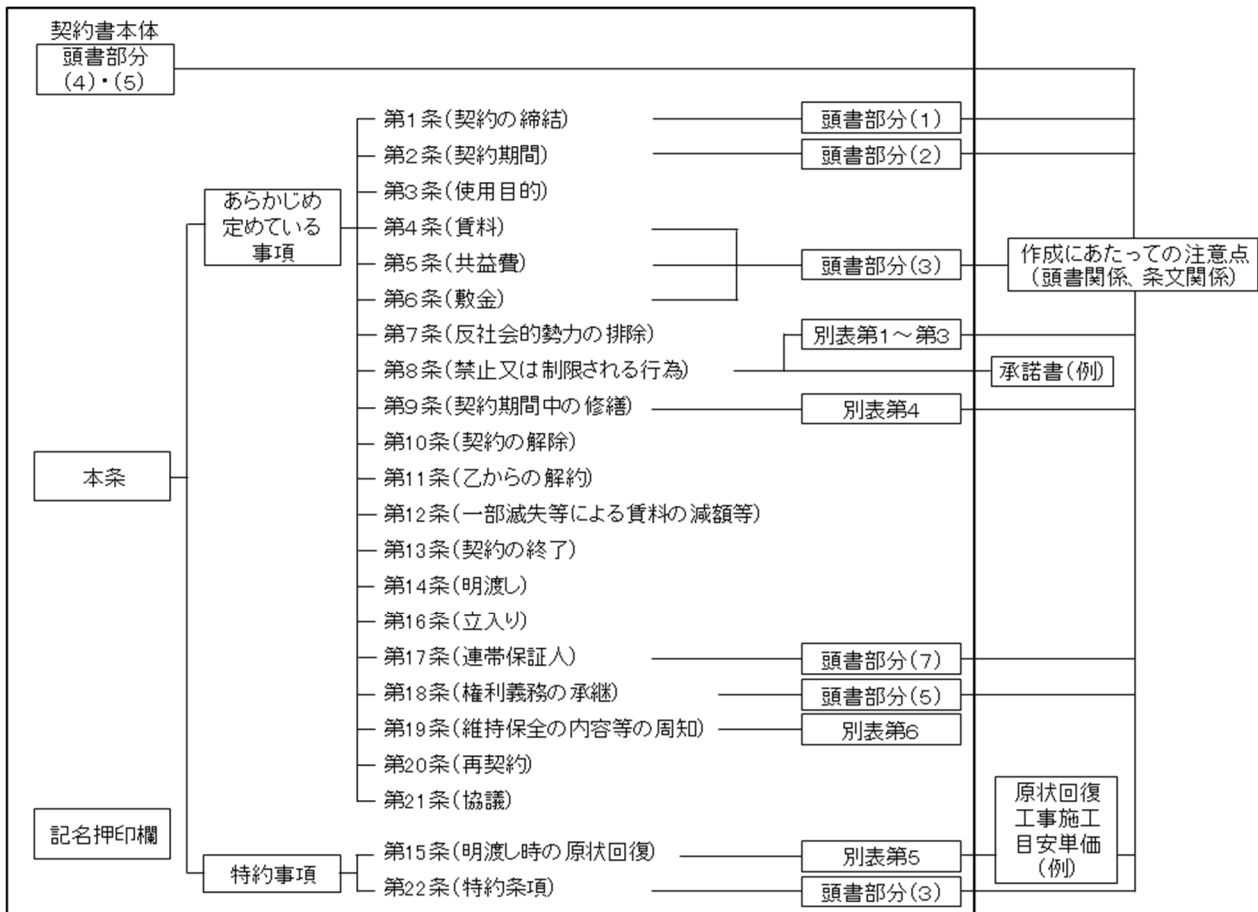 契約書本体
頭書部分
(4)・(5)
第1条(契約の締結)
頭書部分(1)
第2条(契約期間)
頭書部分(2)
あらかじめ
定めている
事項
第3条(使用目的)
第4条(賃料)
第5条(共益費)
頭書部分(3)
作成にあたっての注意点
(頭書関係、条文関係)
第6条(敷金)
第7条(反社会的勢力の排除)
別表第1～第3
第8条(禁止又は制限される行為)
承諾書(例)
第9条(契約期間中の修繕)
別表第4
第10条(契約の解除)
本条
第11条(乙からの解約)
第12条(一部滅失等による賃料の減額等)
第13条(契約の終了)
第14条(明渡し)
第16条(立入り)
第17条(連帯保証人)
頭書部分(7)
第18条(権利義務の承継)
頭書部分(5)
第19条(維持保全の内容等の周知)
別表第6
第20条(再契約)
第21条(協議)
記名押印欄
特約事項
第15条(明渡し時の原状回復)
別表第5
原状回復
工事施工
目安単価
(例)
第22条(特約条項)
頭書部分(3)